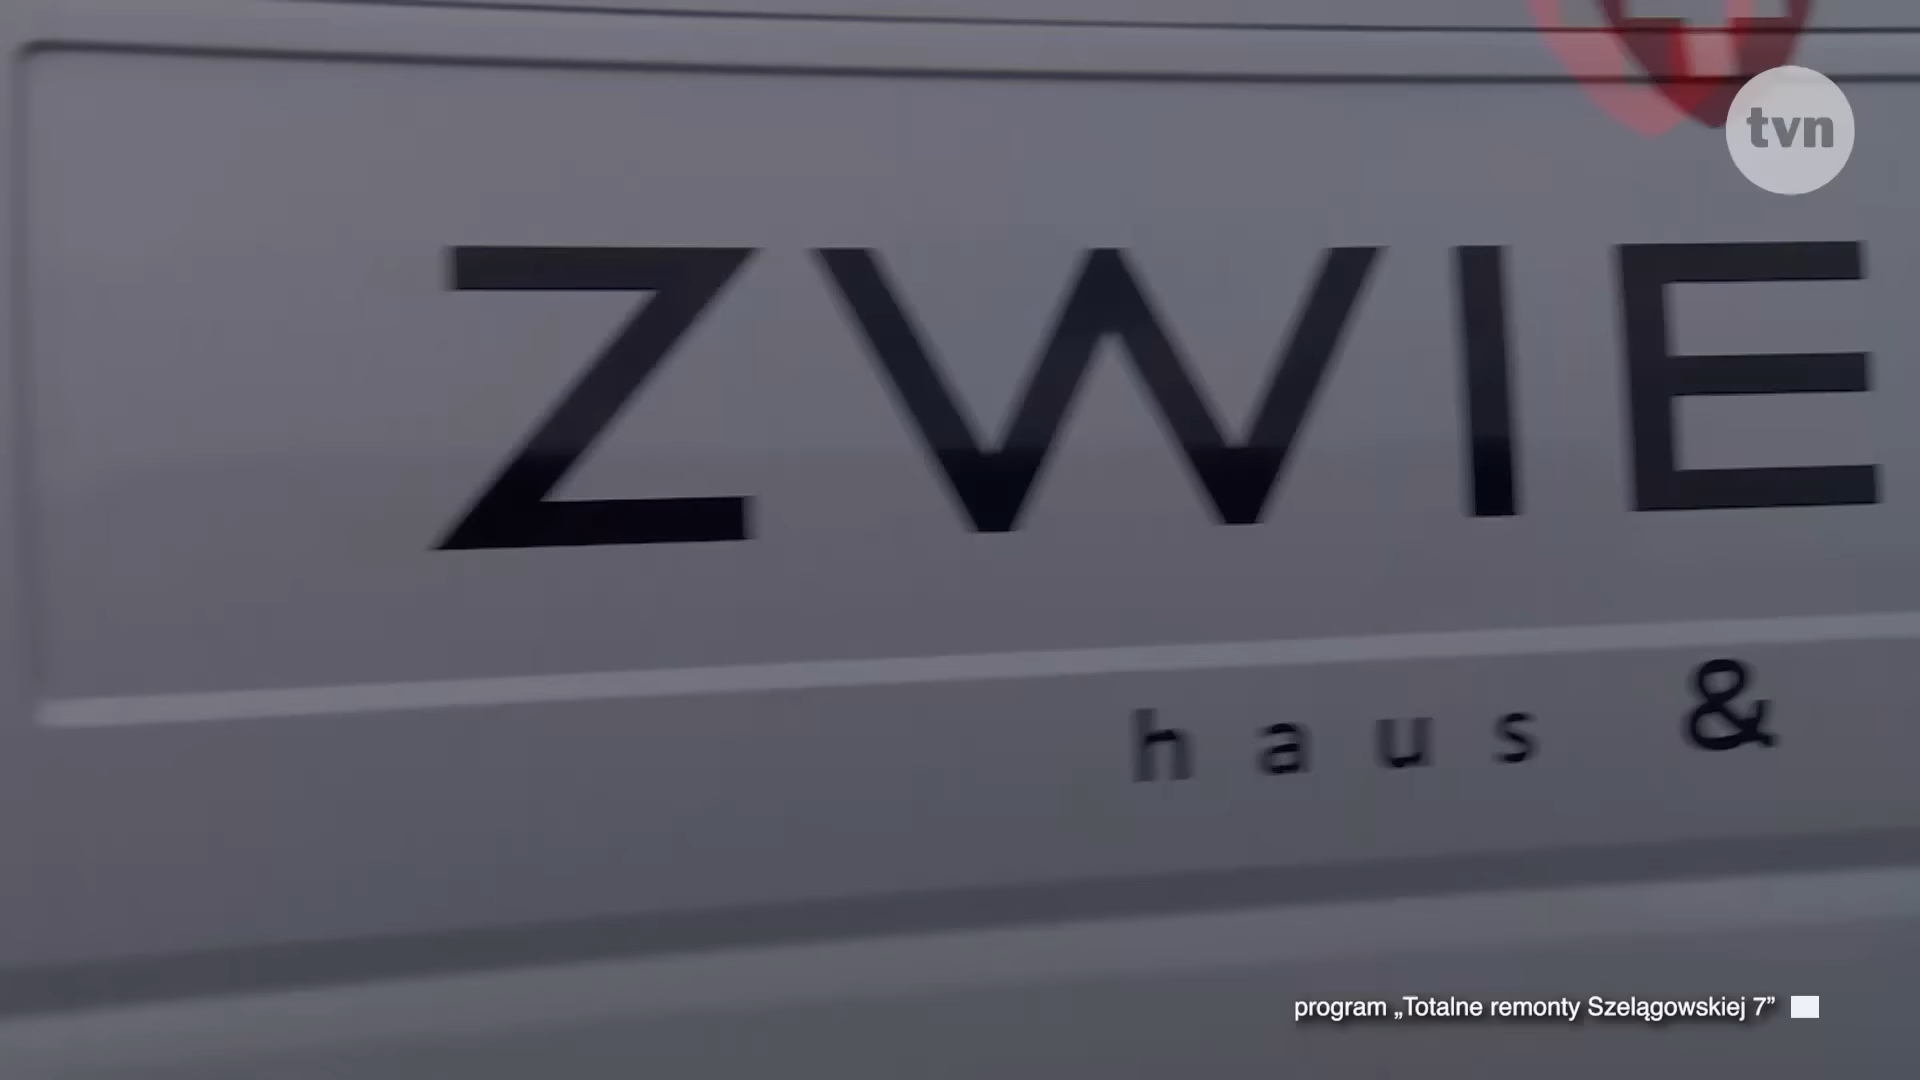 tvn
ZWIE
haus &
program „Totalne remonty Szelągowskiej 7”